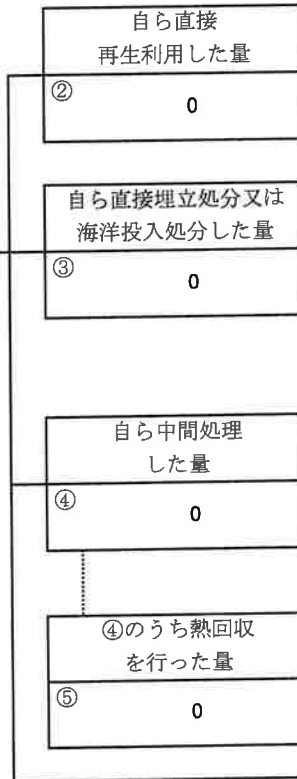 自ら直接
再生利用した量
②
0
自ら直接埋立処分又は
海洋投入処分した量
③
0
自ら中間処理
した量
④
0
④のうち熱回収
を行った量
⑤
0